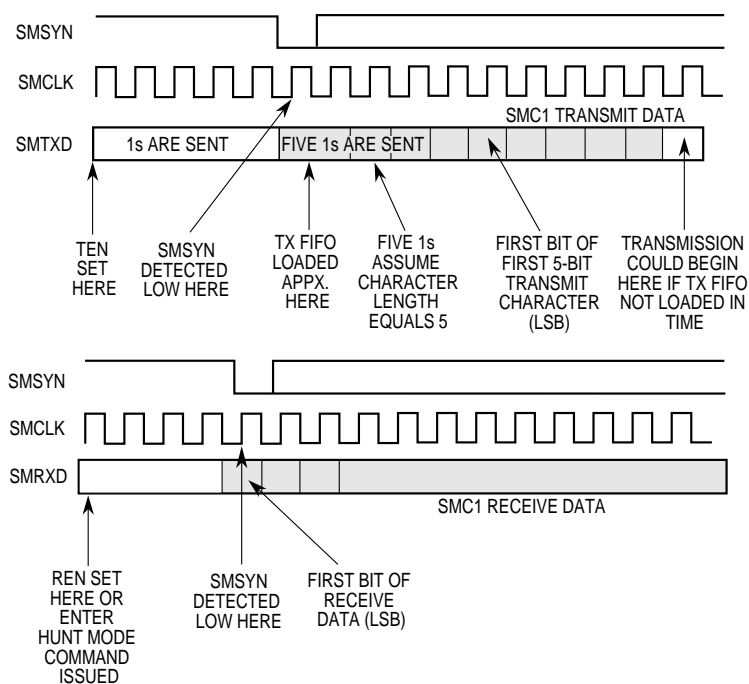 SMSYN
SMCLK
SMC1 TRANSMIT DATA
SMTXD
1s ARE SENT
FIVE 1s ARE SENT
TEN
SET
HERE
SMSYN
DETECTED
LOW HERE
TX FIFO
LOADED
APPX.
HERE
FIVE 1s
ASSUME
CHARACTER
LENGTH
EQUALS 5
FIRST BIT OF
FIRST 5-BIT
TRANSMIT
CHARACTER
(LSB)
TRANSMISSION
COULD BEGIN
HERE IF TX FIFO
NOT LOADED IN
TIME
SMSYN
SMCLK
SMRXD
SMC1 RECEIVE DATA
REN SET
HERE OR
ENTER
HUNT MODE
COMMAND
ISSUED
SMSYN
DETECTED
LOW HERE
FIRST BIT OF
RECEIVE
DATA (LSB)